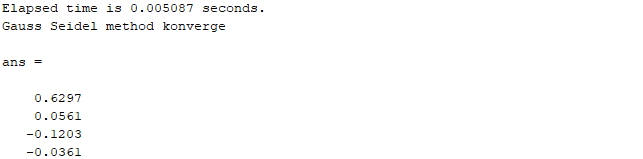 Elapsed time is 0.005087 seconds.
Gauss Seidel method konverge
ans =
0.6297
0.0561
-0.1203
-0.0361